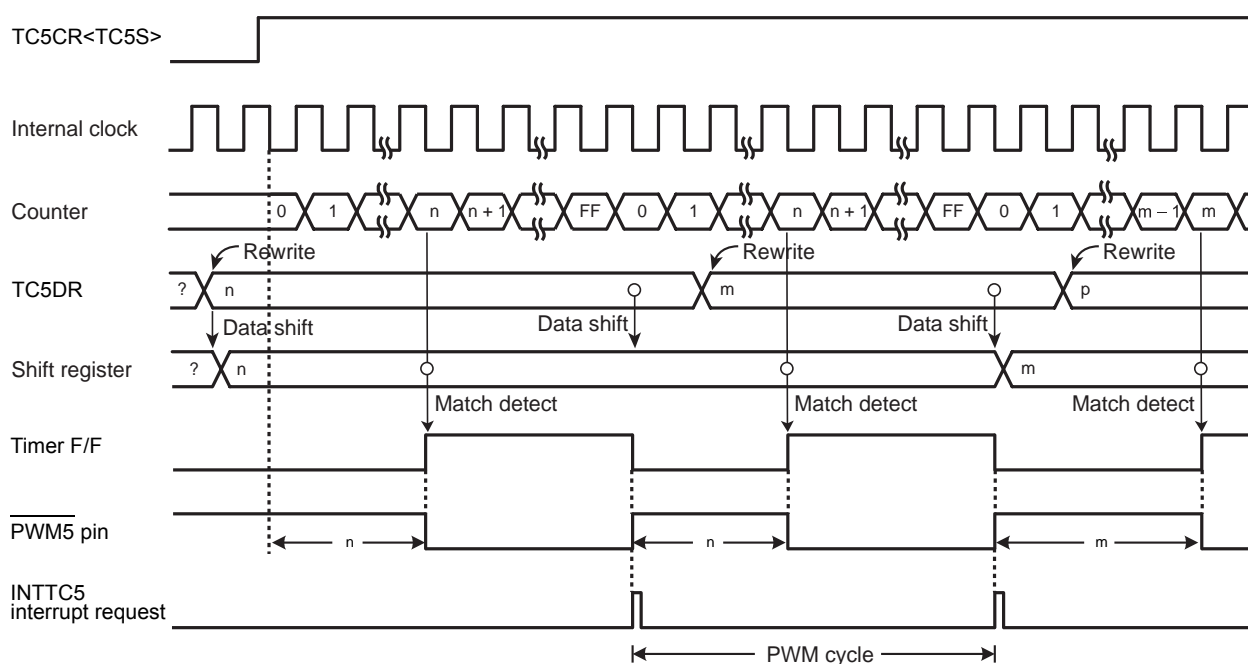 TC5CR<TC5S>
Internal clock
Counter
0 1 n n + 1 FF 0 1 n n + 1 FF 0 1 m – 1 m
Rewrite Rewrite Rewrite
TC5DR
? n m p
Data shift Data shift Data shift
Shift register
? n m
Match detect Match detect Match detect
Timer F/F
PWM5 pin
n n m
INTTC5
interrupt request
PWM cycle